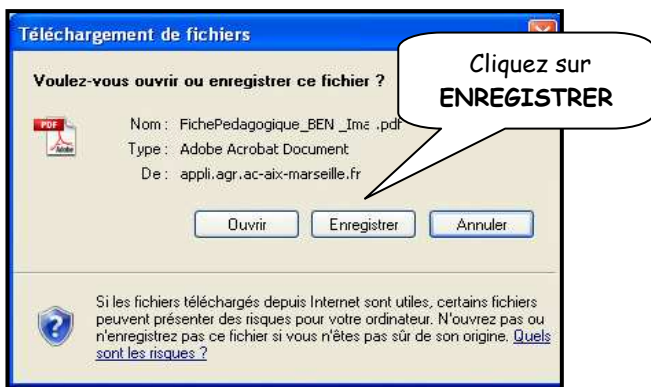 Téléchargement de fichiers
Cliquez sur
ENREGISTRER
Voulez-vous ouvrir ou enregistrer ce fichier ?
PDF
Adobe
Nom : FichePedagogique_BEN _Ima .pdf
Type : Adobe Acrobat Document
De : appli.agr.ac-aix-marseille.fr
Ouvrir Enregistrer Annuler
Si les fichiers téléchargés depuis Internet sont utiles, certains fichiers
peuvent présenter des risques pour votre ordinateur. N'ouvrez pas ou
n'enregistrez pas ce fichier si vous n'êtes pas sûr de son origine. Quels
sont les risques ?